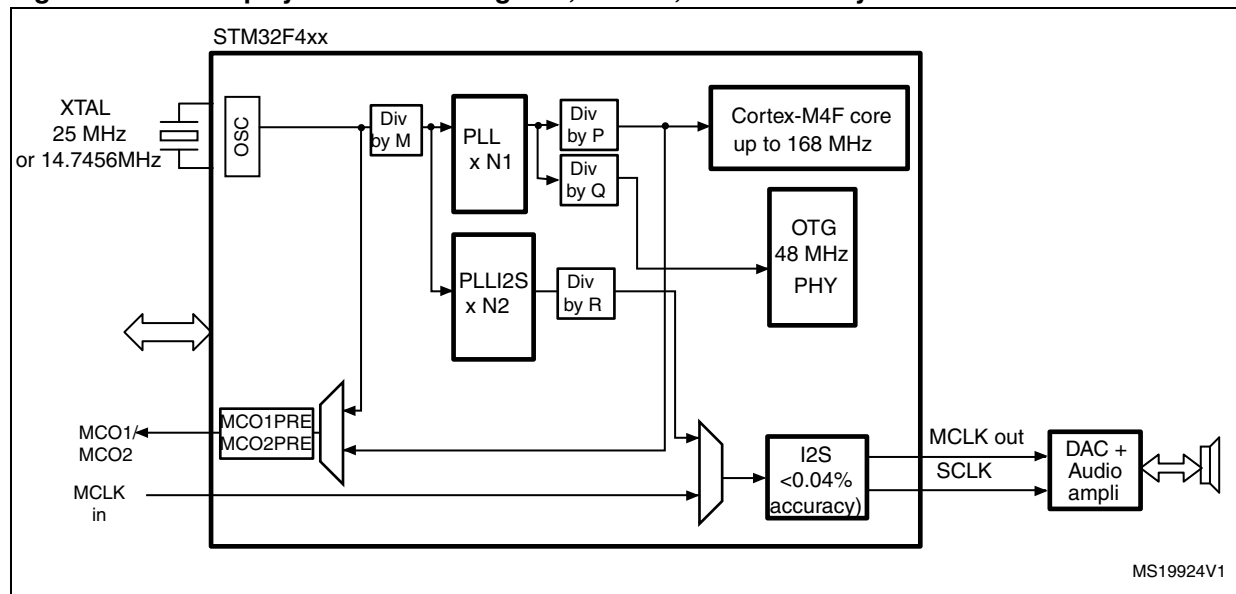 STM32F4xx
XTAL
25 MHz
or 14.7456MHz
OSC
Div
by M
PLL
x N1
Div
by P
Div
by Q
Cortex-M4F core
up to 168 MHz
OTG
48 MHz
PHY
PLLI2S
x N2
Div
by R
MCO1PRE
MCO2PRE
MCO1/
MCO2
MCLK
in
I2S
<0.04%
accuracy)
MCLK out
SCLK
DAC +
Audio
ampli
MS19924V1